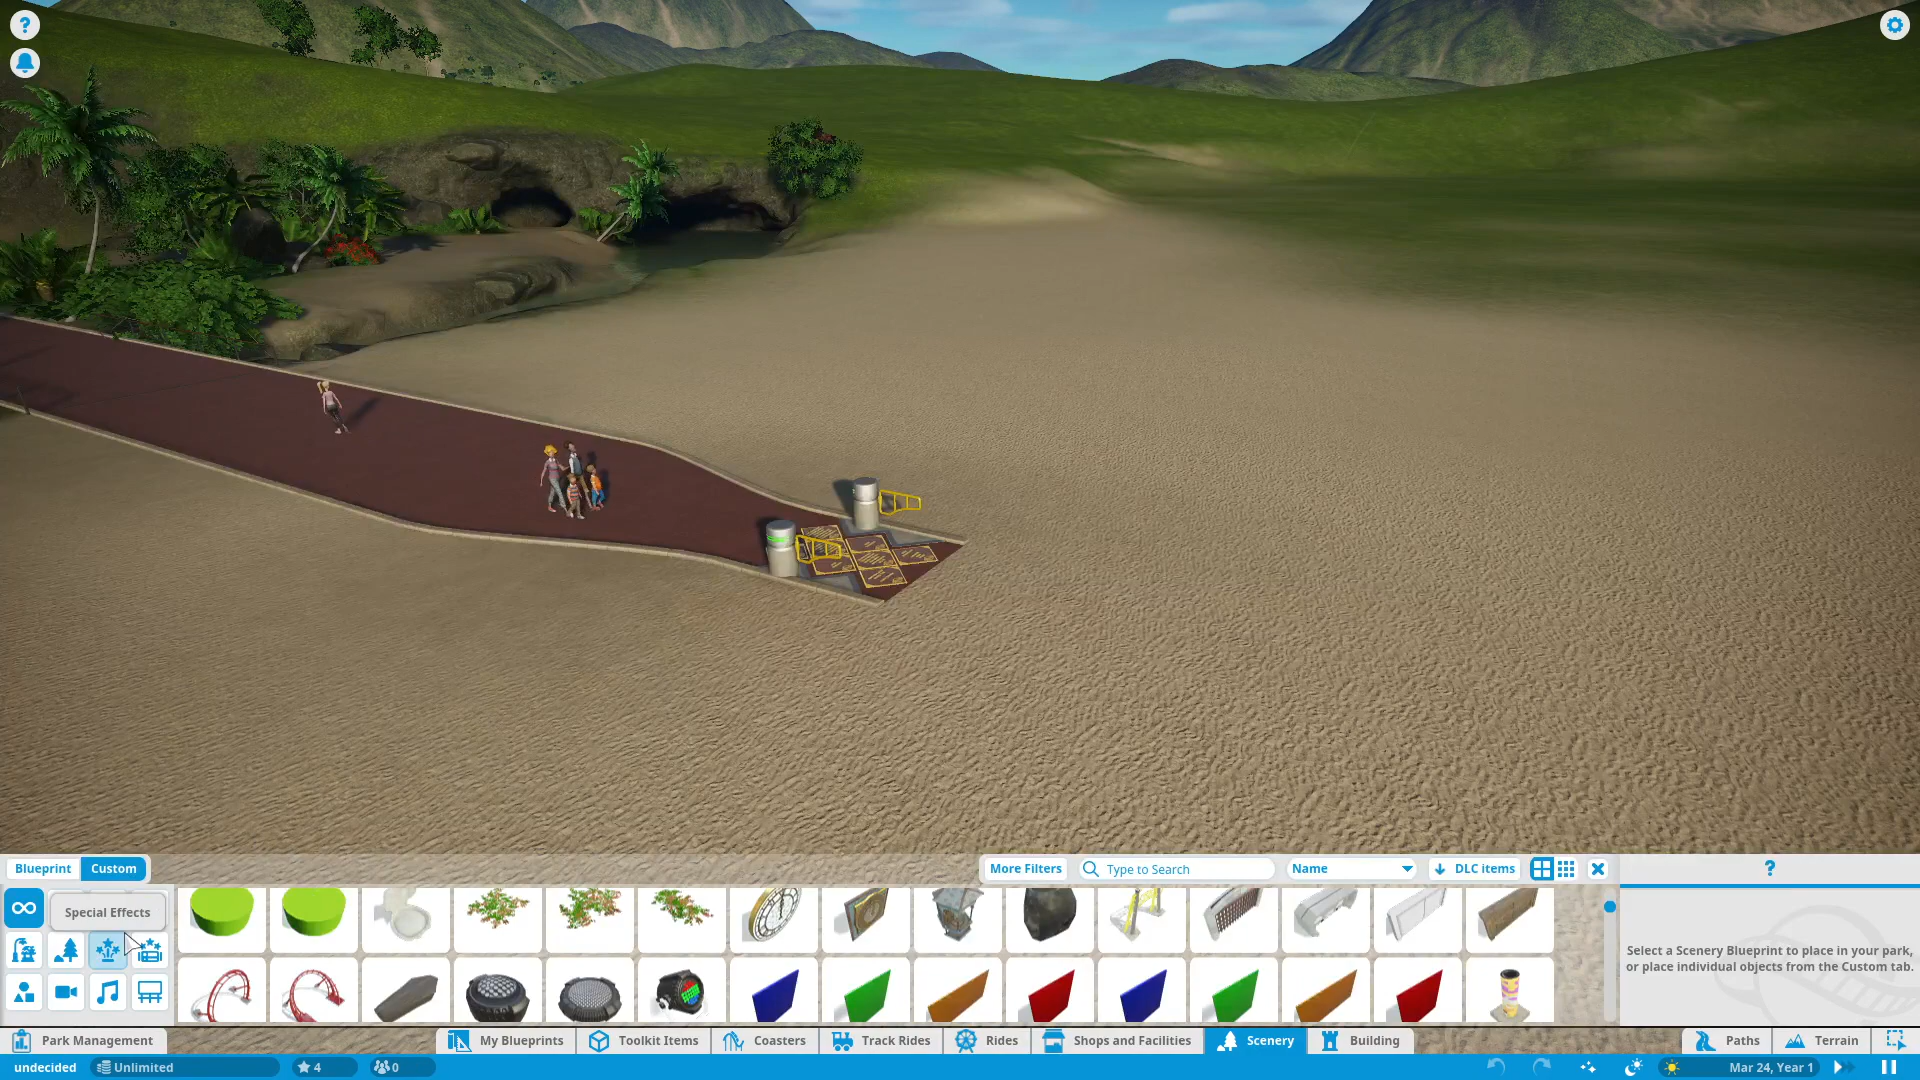 Blueprint
Custom
More Filters
Type to Search
Name
DLC items
?
Special Effects
Select a Scenery Blueprint to place in your park,
or place individual objects from the Custom tab.
Park Management
My Blueprints
Toolkit Items
Coasters
Track Rides
Rides
Shops and Facilities
Scenery
Building
Paths
Terrain
undecided
Unlimited
4
0
Mar 24, Year 1